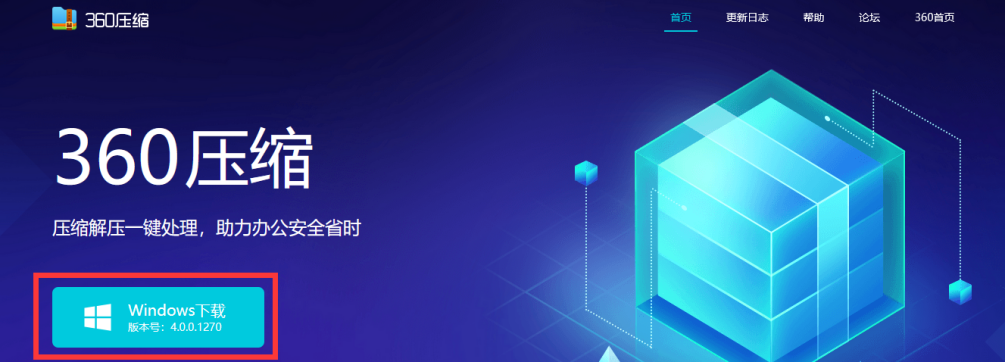 360压缩
首页
更新日志
帮助
论坛
360首页
360压缩
压缩解压一键处理，助力办公安全省时
Windows下载
版本号：4.0.0.1270